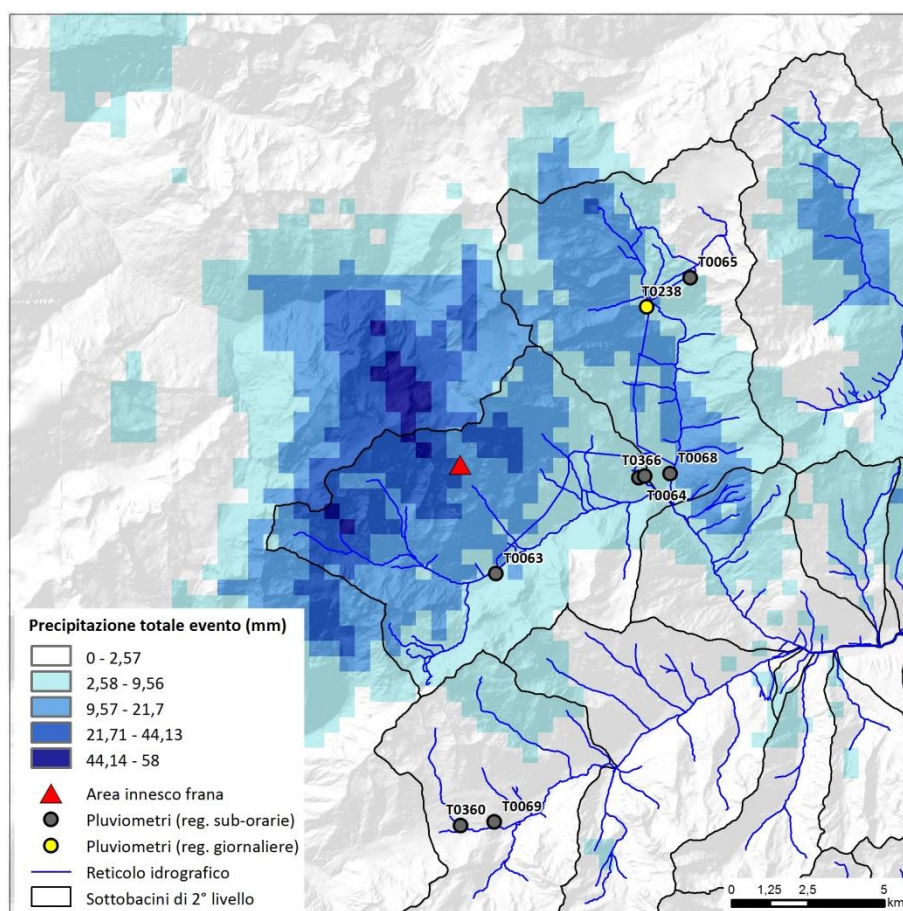 T0065
T0238
T0366
T0068
T0064
T0063
T0360
T0069
Precipitazione totale evento (mm)
0 - 2,57
2,58 - 9,56
9,57 - 21,7
21,71 - 44,13
44,14 - 58
Area innesco frana
Pluviometri (reg. sub-orarie)
Pluviometri (reg. giornaliere)
Reticolo idrografico
Sottobacini di 2° livello
0 1,25 2,5 5
km